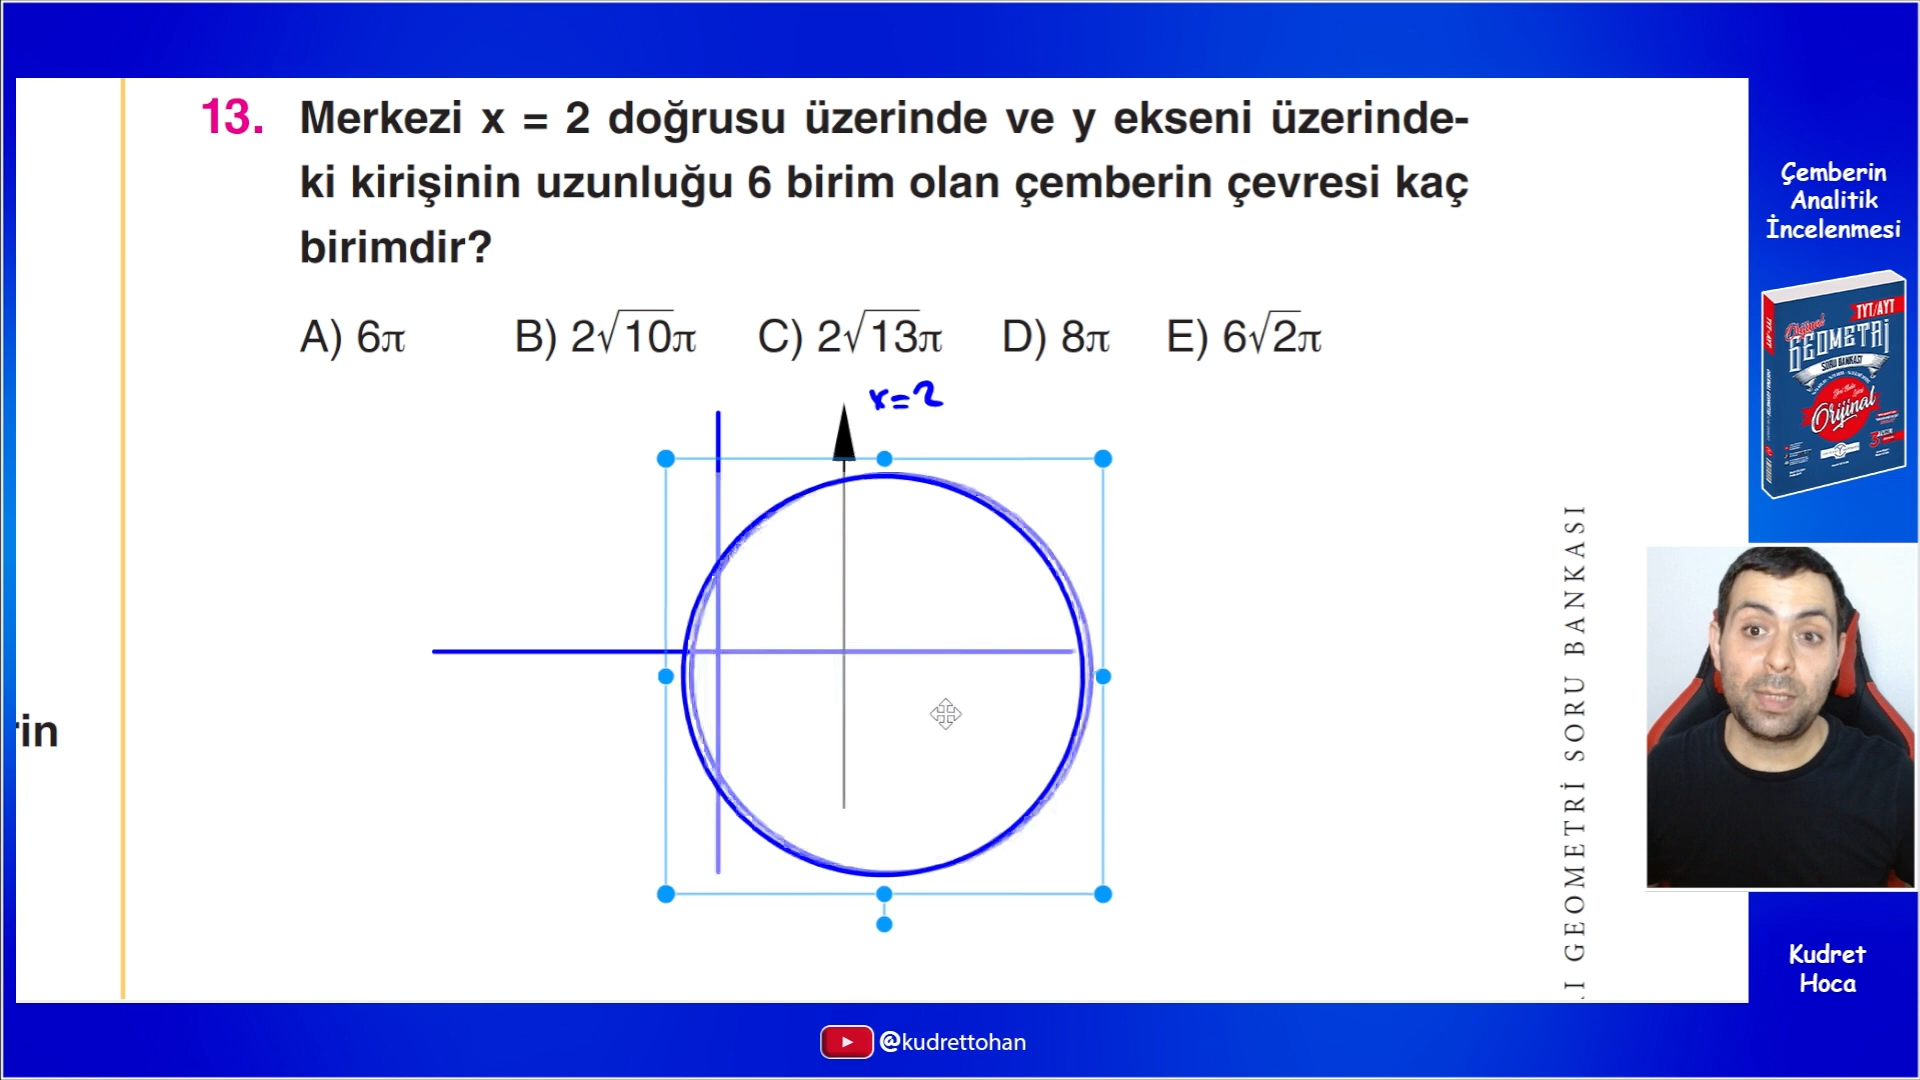 13. Merkezi x = 2 doğrusu üzerinde ve y ekseni üzerinde-
ki kirişinin uzunluğu 6 birim olan çemberin çevresi kaç
birimdir?
A) 6π B) 2√10π C) 2√13π D) 8π E) 6√2π
x=2
rin
.I GEOMETRİ SORU BANKASI
Çemberin
Analitik
İncelenmesi
TYT/AYT
Orijinal
GEOMETRİ
SORU BANKASI
Orijinal
Kudret
Hoca
@kudrettohan